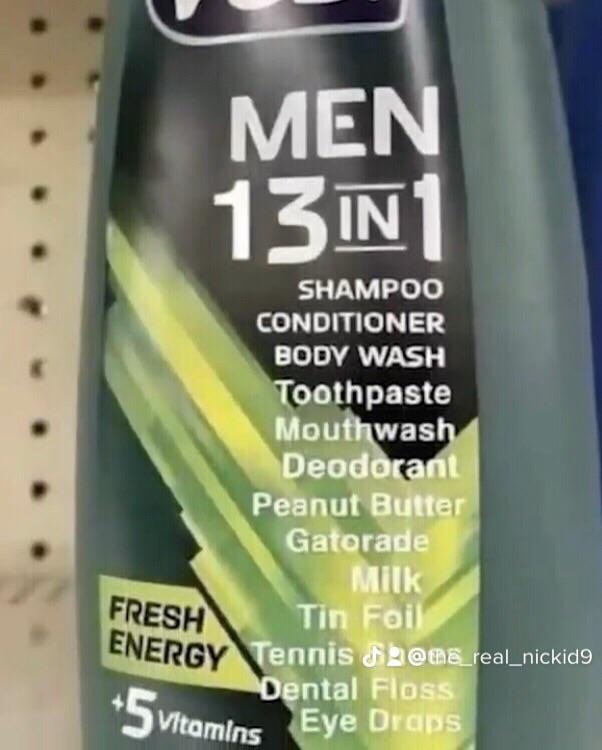 MEN
13 IN 1
SHAMPOO
CONDITIONER
BODY WASH
Toothpaste
Mouthwash
Deodorant
Peanut Butter
Gatorade
Milk
Tin Foil
Tennis
Dental Floss
Eye Drops
FRESH
ENERGY
+5 Vitamins
@the_real_nickid9